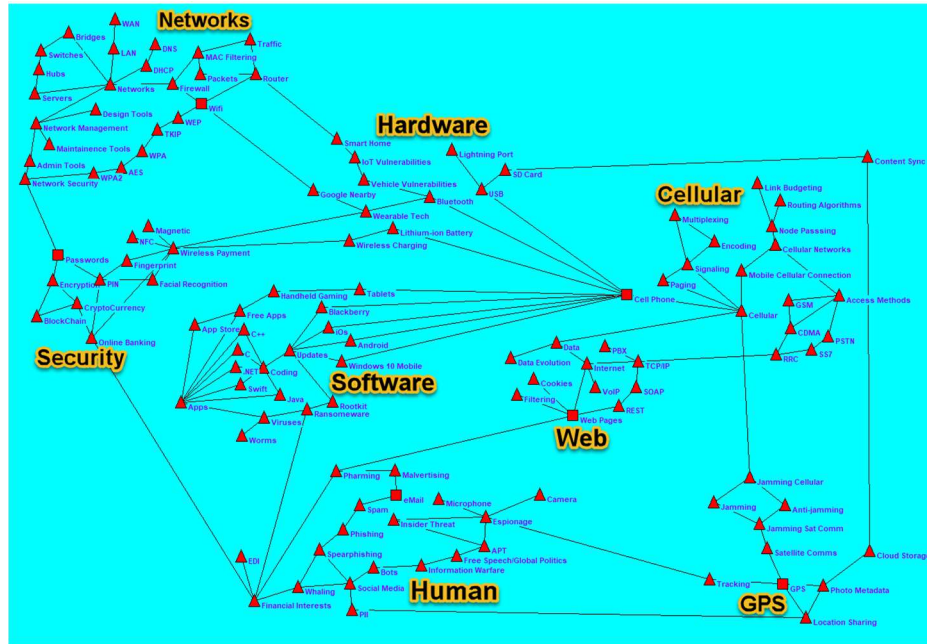 WAN
Networks
Bridges
Traffic
DNS
Switches
LAN
MAC Filtering
DHCP
Hubs
Packets
Router
Networks
Firewall
Servers
Wifi
Design Tools
WEP
Network Management
TKIP
Hardware
Smart Home
Maintainence Tools
WPA
Lightning Port
IoT Vulnerabilities
Content Sync
Admin Tools
AES
SD Card
WPA2
Network Security
Vehicle Vulnerabilities
Link Budgeting
Google Nearby
USB
Cellular
Bluetooth
Routing Algorithms
Wearable Tech
Multiplexing
Magnetic
Lithium-ion Battery
Node Passsing
NFC
Wireless Charging
Encoding
Wireless Payment
Cellular Networks
Passwords
Fingerprint
Signaling
Mobile Cellular Connection
Encryption
PIN
Facial Recognition
Paging
Handheld Gaming
Tablets
Cell Phone
Access Methods
CryptoCurrency
GSM
BlockChain
Free Apps
Blackberry
Cellular
App Store
C++
iOs
CDMA
PSTN
Online Banking
Android
Data
PBX
Security
C
Updates
SS7
Data Evolution
Internet
TCP/IP
RRC
Windows 10 Mobile
.NET
Coding
Software
Cookies
VoIP
SOAP
Swift
Filtering
Java
Rootkit
Apps
Ransomeware
REST
Viruses
Web Pages
Worms
Web
Pharming
Malvertising
Jamming Cellular
eMail
Microphone
Camera
Spam
Jamming
Anti-jamming
Insider Threat
Espionage
Jamming Sat Comm
Phishing
Spearphishing
APT
Satellite Comms
Cloud Storage
EDI
Free Speech/Global Politics
Bots
Information Warfare
Tracking
GPS
Whaling
Social Media
Human
Photo Metadata
Financial Interests
GPS
PII
Location Sharing